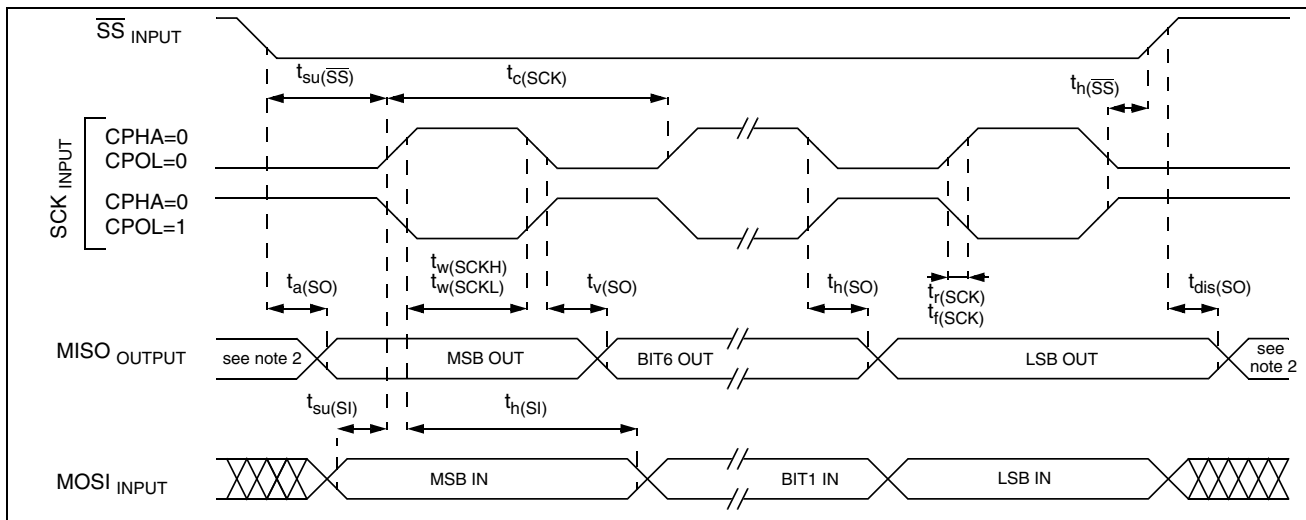 SS INPUT
tsu(SS)
tc(SCK)
th(SS)
SCK INPUT
CPHA=0
CPOL=0
CPHA=0
CPOL=1
ta(SO)
tw(SCKH)
tw(SCKL)
tv(SO)
th(SO)
tr(SCK)
tf(SCK)
tdis(SO)
MISO OUTPUT
see note 2
MSB OUT
BIT6 OUT
LSB OUT
see
note 2
tsu(SI)
th(SI)
MOSI INPUT
MSB IN
BIT1 IN
LSB IN